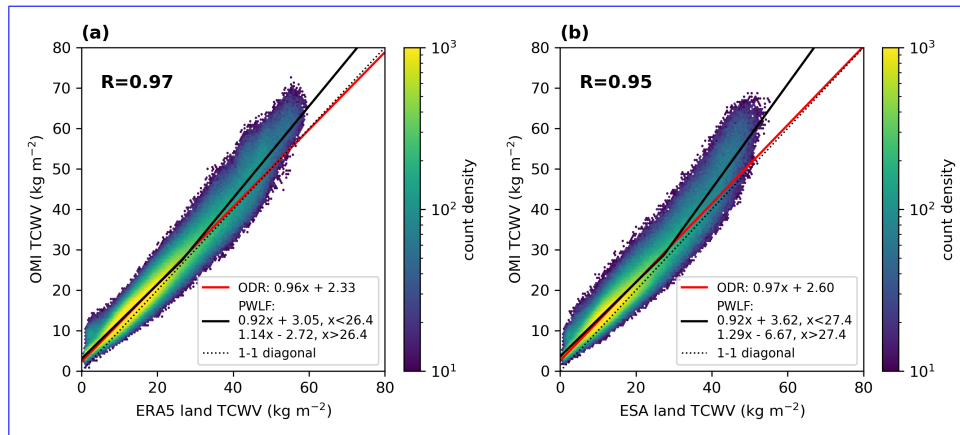 (a)
R=0.97
OMI TCWV (kg m⁻²)
80
70
60
50
40
30
20
10
0
0 20 40 60 80
ERA5 land TCWV (kg m⁻²)
ODR: 0.96x + 2.33
PWLF:
0.92x + 3.05, x<26.4
1.14x - 2.72, x>26.4
1-1 diagonal
10³
10²
10¹
count density
(b)
R=0.95
OMI TCWV (kg m⁻²)
80
70
60
50
40
30
20
10
0
0 20 40 60 80
ESA land TCWV (kg m⁻²)
ODR: 0.97x + 2.60
PWLF:
0.92x + 3.62, x<27.4
1.29x - 6.67, x>27.4
1-1 diagonal
10³
10²
10¹
count density